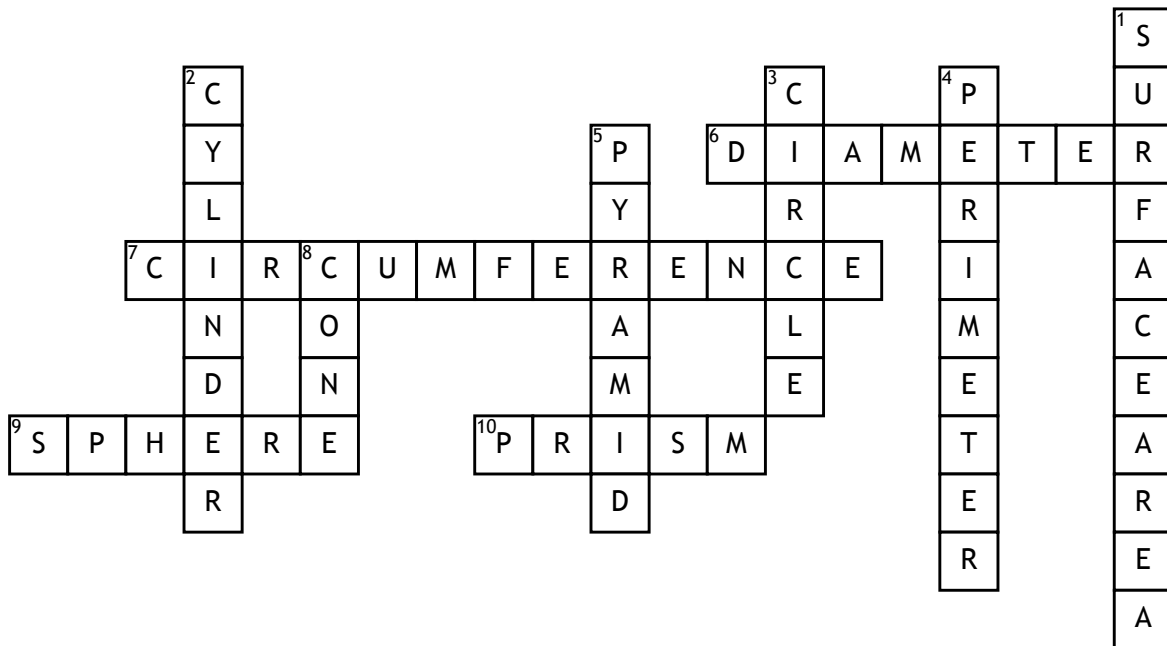 1 S
2 C 3 C 4 P U
Y 5 P 6 D I A M E T E R
L Y R R F
7 C I R 8 C U M F E R E N C E I A
N O A L M C
D N M E E E
9 S P H E R E 10 P R I S M T A
R D E R
R E
A